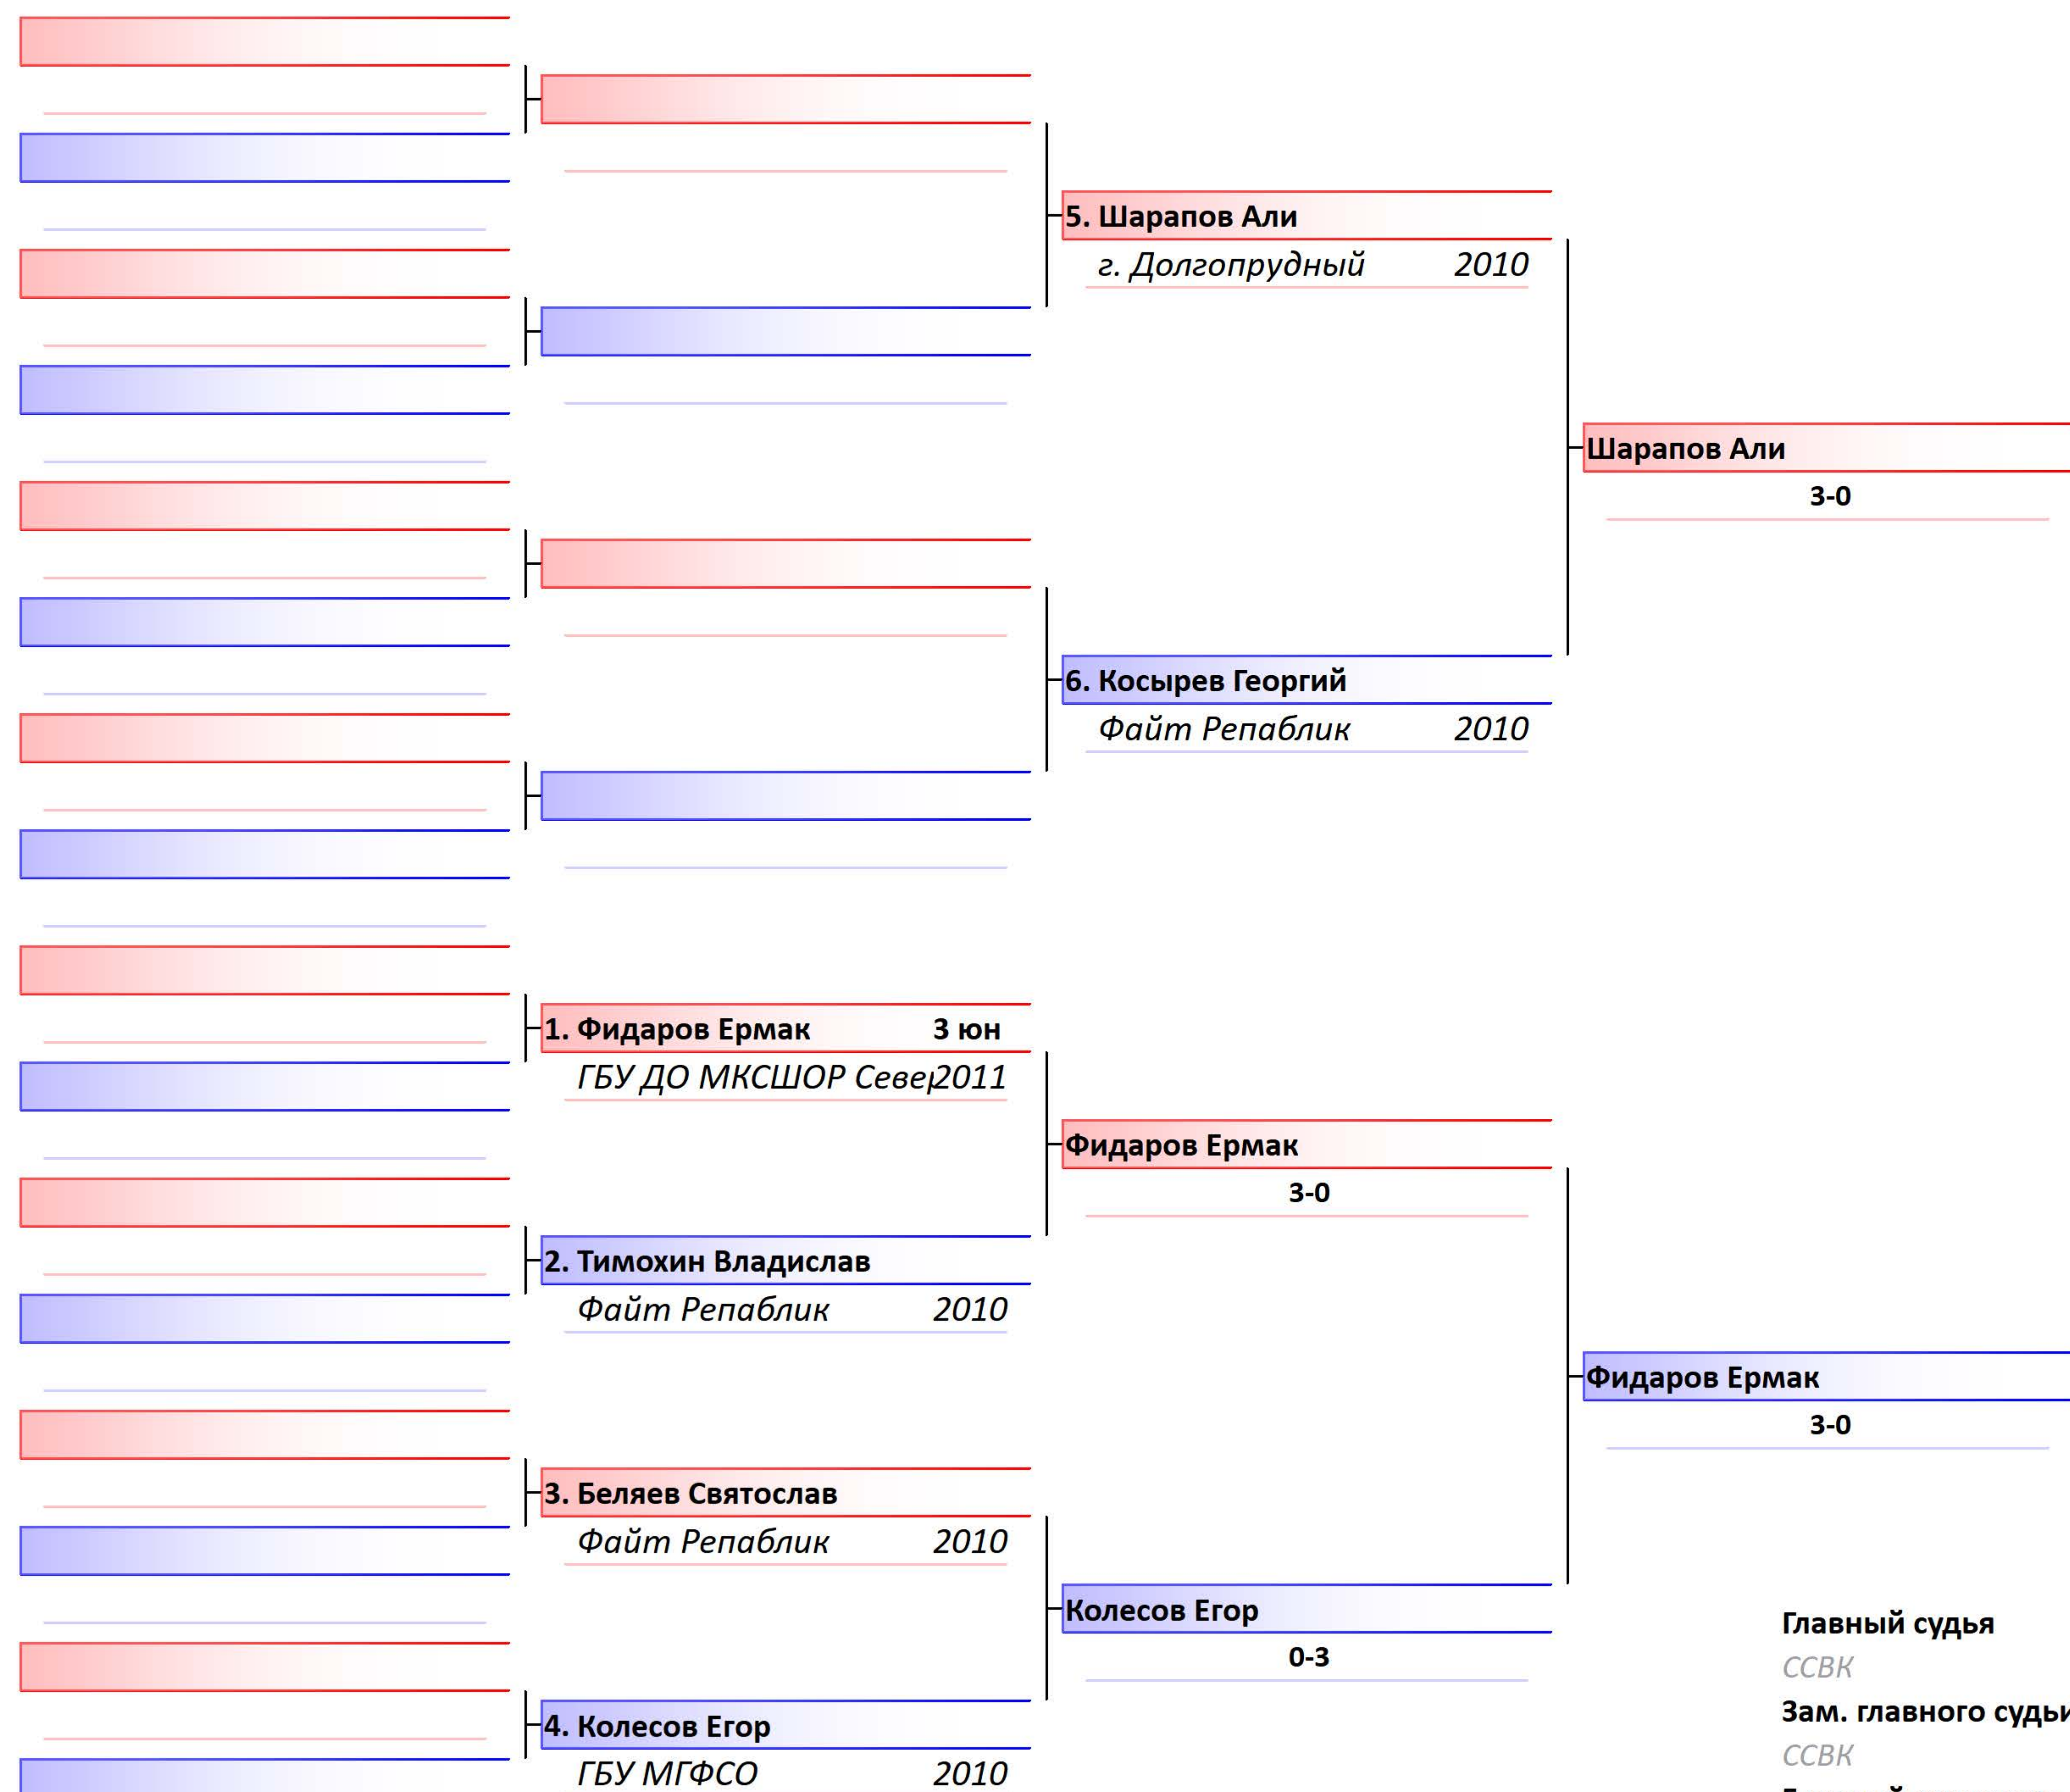 5. Шарапов Али
г. Долгопрудный 2010
Шарапов Али
3-0
6. Косырев Георгий
Файт Репаблик 2010
1. Фидаров Ермак 3 юн
ГБУ ДО МКСШОР Север 2011
Фидаров Ермак
3-0
2. Тимохин Владислав
Файт Репаблик 2010
Фидаров Ермак
3-0
3. Беляев Святослав
Файт Репаблик 2010
Колесов Егор
0-3
4. Колесов Егор
ГБУ МГФСО 2010
Главный судья
ССВК
Зам. главного судьи
ССВК